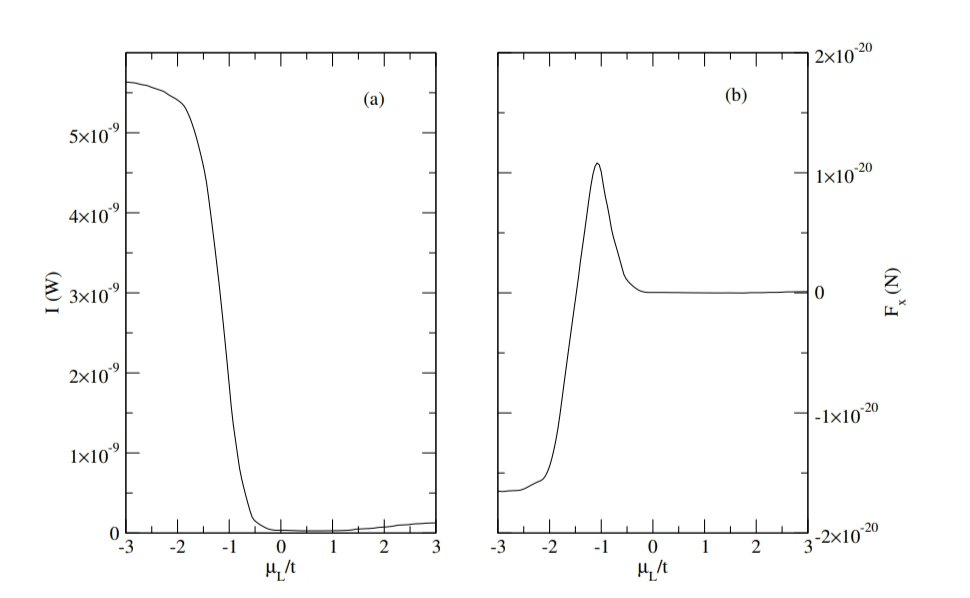 (a)
5×10⁻⁹
4×10⁻⁹
3×10⁻⁹
2×10⁻⁹
1×10⁻⁹
0
I (W)
-3 -2 -1 0 1 2 3
μ_L/t
(b)
2×10⁻²⁰
1×10⁻²⁰
0
-1×10⁻²⁰
-2×10⁻²⁰
F_x (N)
-3 -2 -1 0 1 2 3
μ_L/t